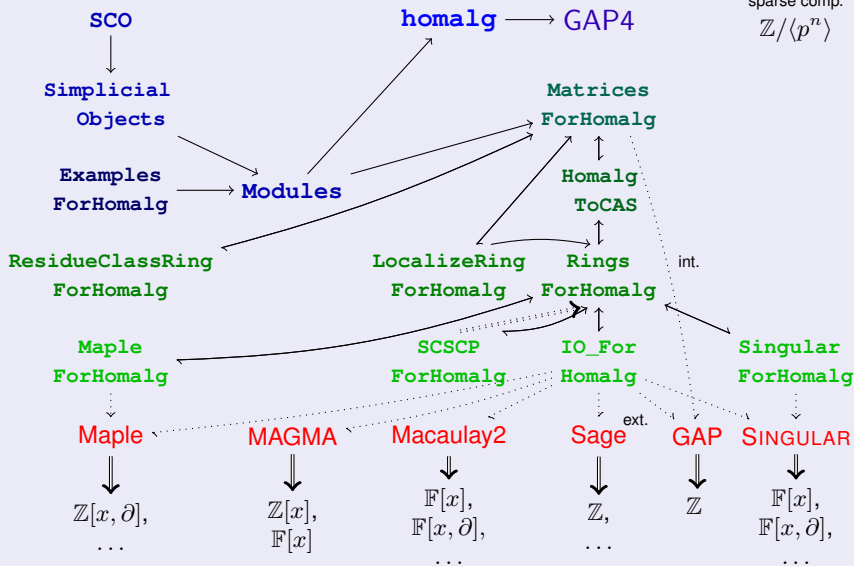 sparse comp.
SCO
homalg
GAP4
ℤ/⟨pⁿ⟩
Simplicial
Objects
Matrices
ForHomalg
Examples
ForHomalg
Modules
Homalg
ToCAS
ResidueClassRing
ForHomalg
LocalizeRing
ForHomalg
Rings
ForHomalg
int.
Maple
ForHomalg
SCSCP
ForHomalg
IO_For
Homalg
Singular
ForHomalg
ext.
Maple
MAGMA
Macaulay2
Sage
GAP
SINGULAR
ℤ[x, ∂],
...
ℤ[x],
𝔽[x]
𝔽[x],
𝔽[x, ∂],
...
ℤ,
...
ℤ
𝔽[x],
𝔽[x, ∂],
...